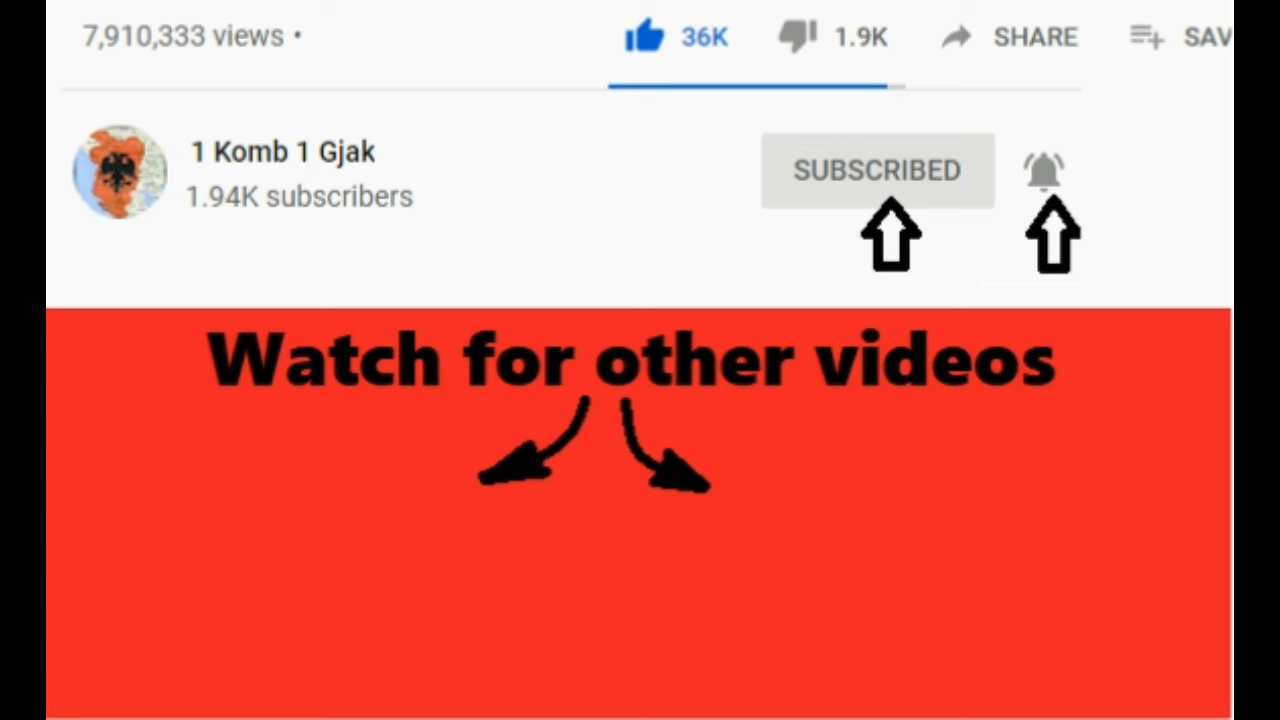 7,910,333 views •
36K
1.9K
SHARE
SAV
1 Komb 1 Gjak
1.94K subscribers
SUBSCRIBED
Watch for other videos